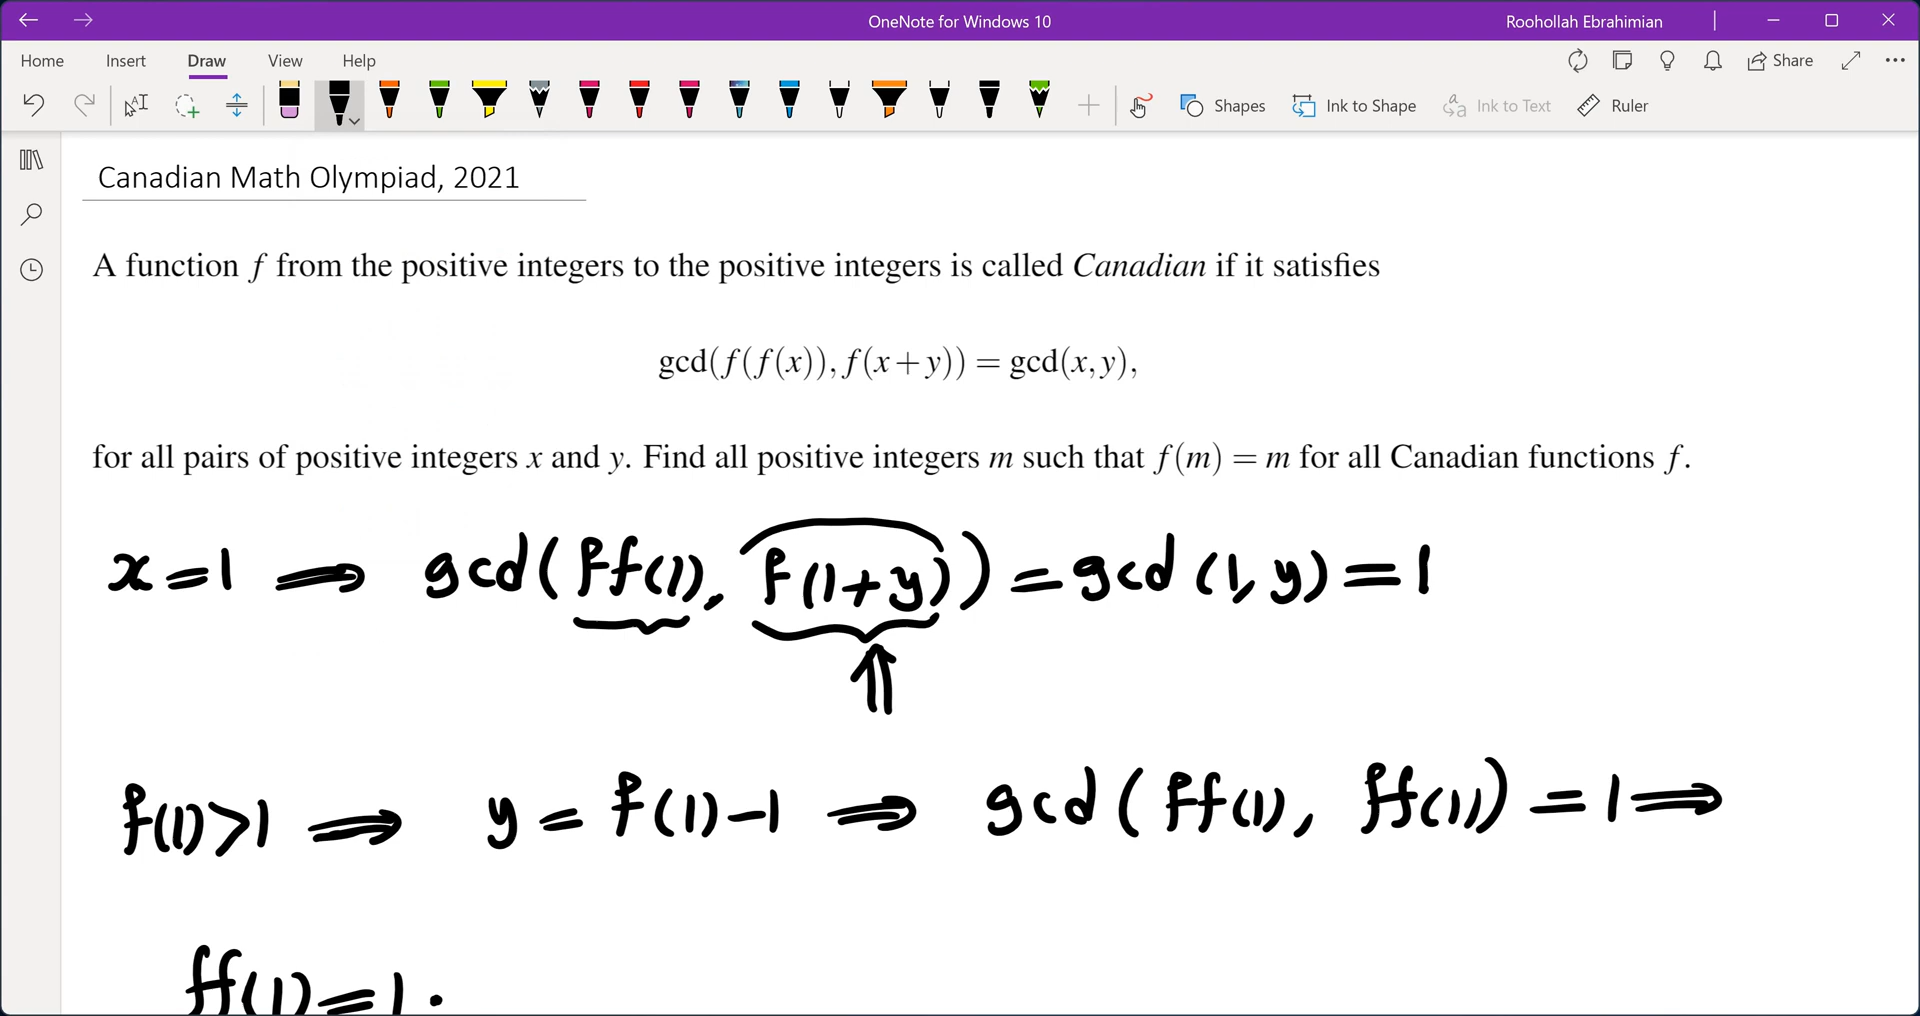 OneNote for Windows 10
Roohollah Ebrahimian
Home Insert Draw View Help
Share
Shapes Ink to Shape Ink to Text Ruler
Canadian Math Olympiad, 2021
A function f from the positive integers to the positive integers is called Canadian if it satisfies
gcd(f(f(x)), f(x+y)) = gcd(x,y),
for all pairs of positive integers x and y. Find all positive integers m such that f(m) = m for all Canadian functions f.
x=1 ⟹ gcd(ff(1), f(1+y)) = gcd(1,y) = 1
f(1)>1 ⟹ y = f(1)-1 ⟹ gcd(ff(1), ff(1)) = 1 ⟹
ff(1)=1.